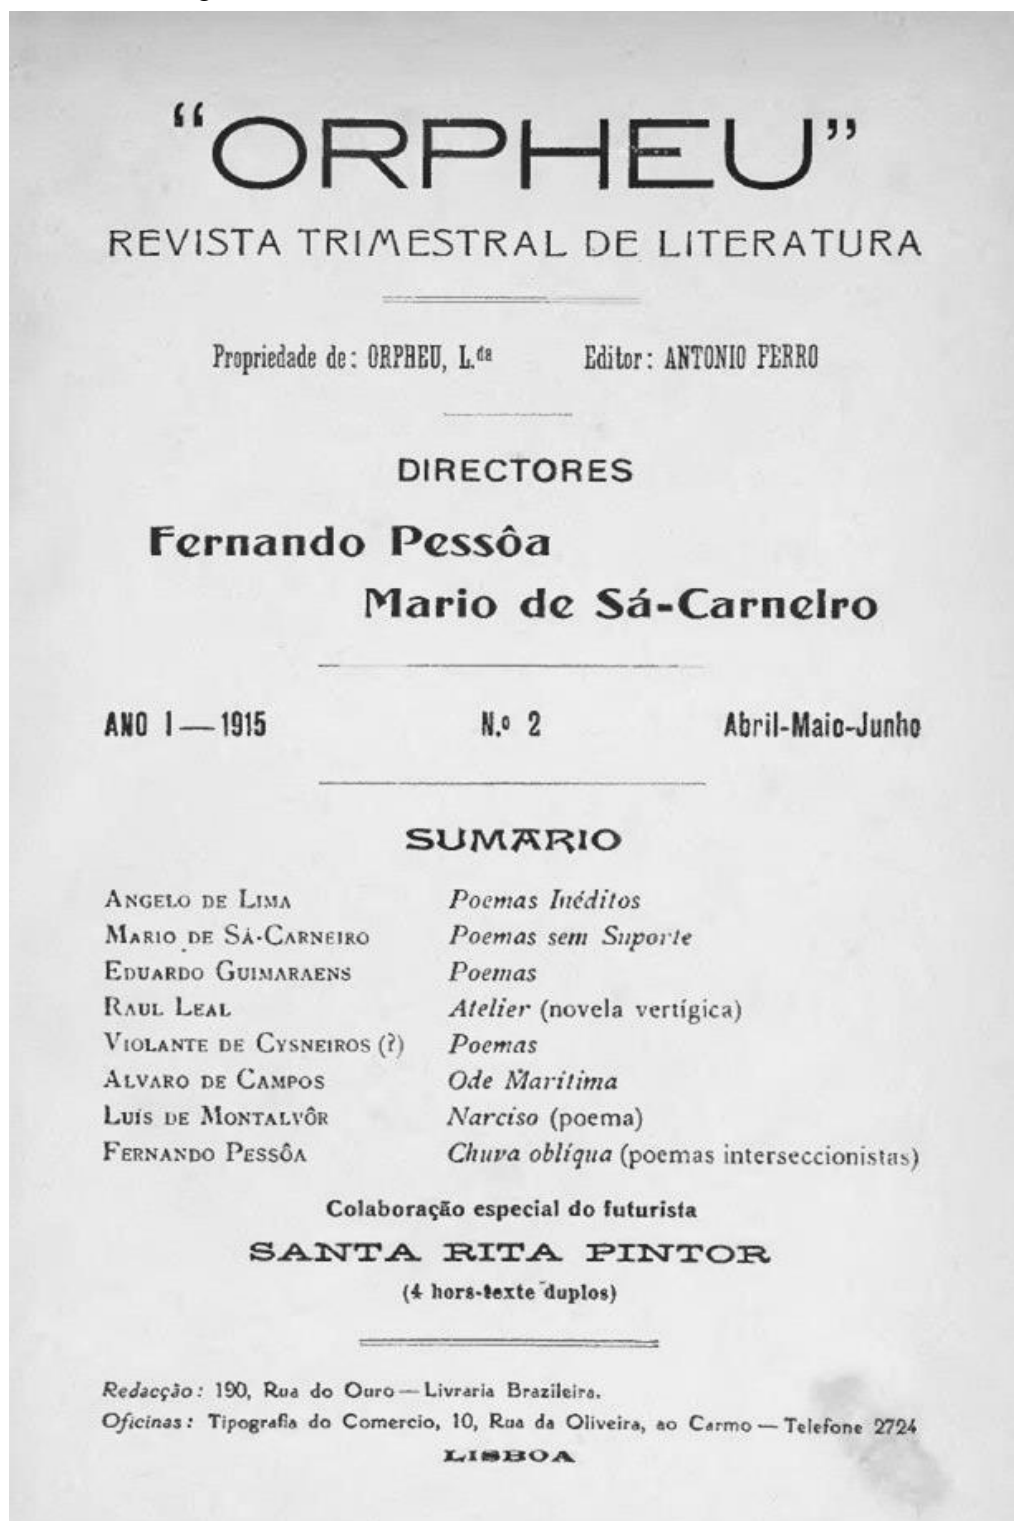 "ORPHEU"
REVISTA TRIMESTRAL DE LITERATURA
Propriedade de: ORPHEU, L.da Editor: ANTONIO FERRO
DIRECTORES
Fernando Pessôa
Mario de Sá-Carneiro
ANO I — 1915 N.º 2 Abril-Maio-Junho
SUMARIO
ANGELO DE LIMA Poemas Inéditos
MARIO DE SÁ-CARNEIRO Poemas sem Suporte
EDUARDO GUIMARAENS Poemas
RAUL LEAL Atelier (novela vertígica)
VIOLANTE DE CYSNEIROS (?) Poemas
ALVARO DE CAMPOS Ode Marítima
LUÍS DE MONTALVÔR Narciso (poema)
FERNANDO PESSÔA Chuva oblíqua (poemas interseccionistas)
Colaboração especial do futurista
SANTA RITA PINTOR
(4 hors-texte duplos)
Redacção: 190, Rua do Ouro — Livraria Brazileira.
Oficinas: Tipografia do Comercio, 10, Rua da Oliveira, ao Carmo — Telefone 2724
LISBOA